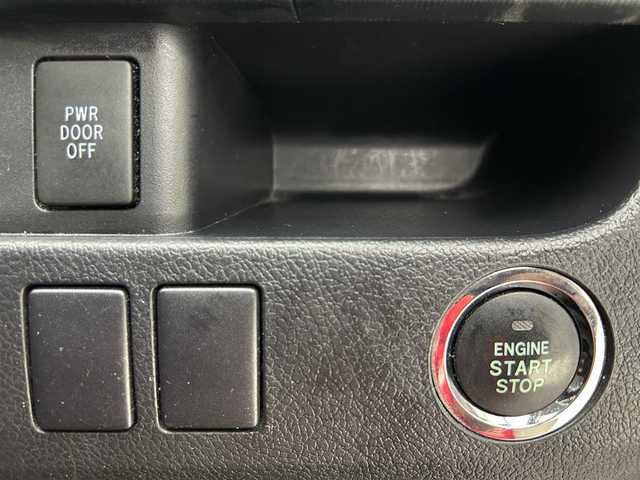 PWR
DOOR
OFF
ENGINE
START
STOP